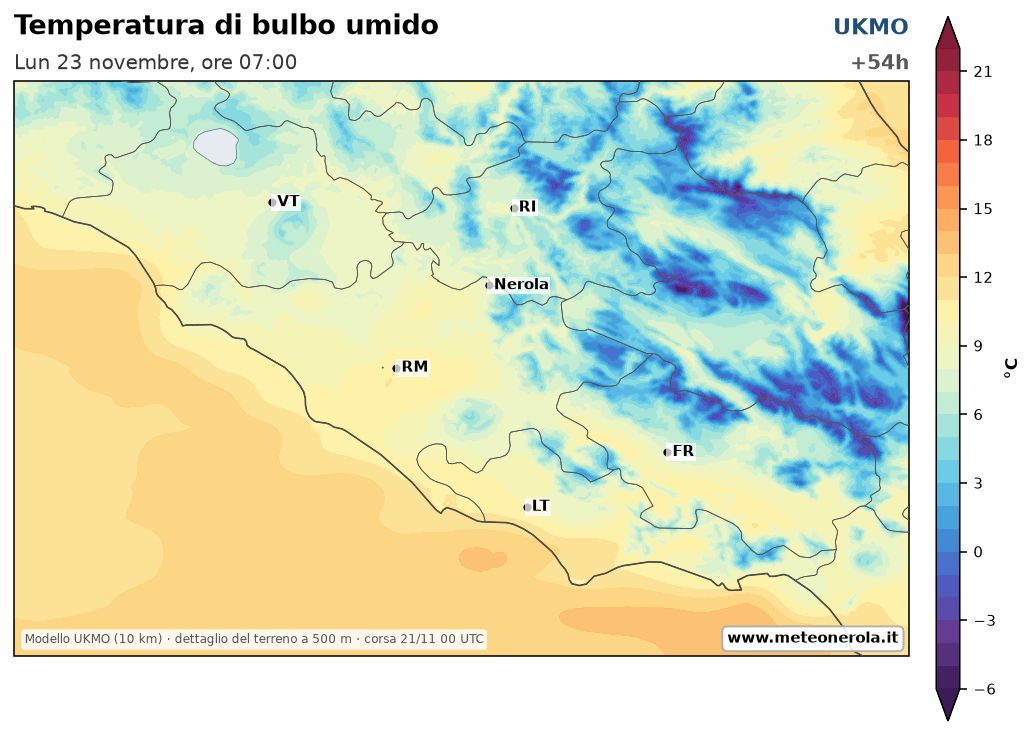 Temperatura di bulbo umido
UKMO
Lun 23 novembre, ore 07:00
+54h
VT
RI
Nerola
RM
FR
LT
Modello UKMO (10 km) · dettaglio del terreno a 500 m · corsa 21/11 00 UTC
www.meteonerola.it
21
18
15
12
9
6
3
0
−3
−6
°C